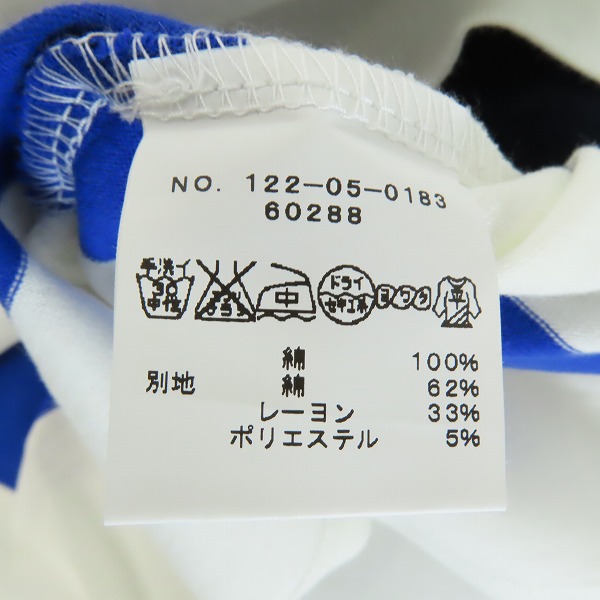 NO. 122-05-0183
60288
手洗イ 30 中性 中 ドライ セキユ系 ヨワク 平
綿 100%
別地 綿 62%
レーヨン 33%
ポリエステル 5%